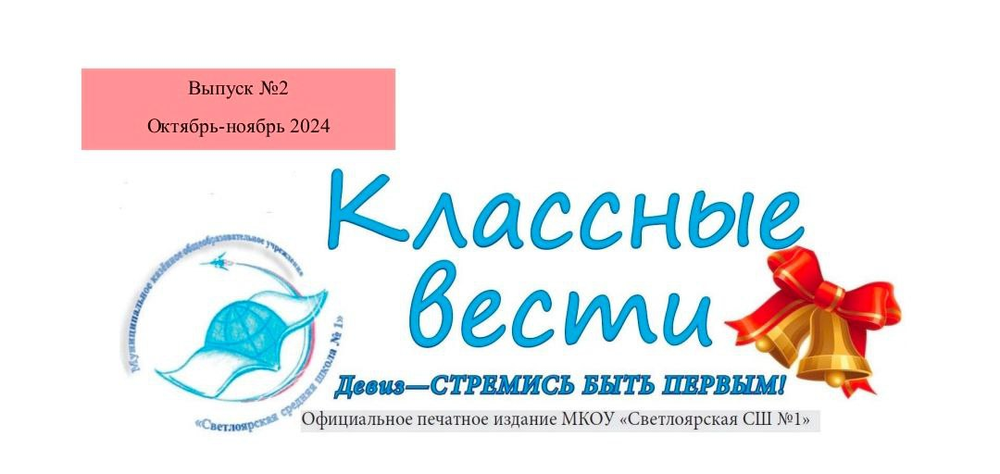 Выпуск №2
Октябрь-ноябрь 2024
Классные
вести
Муниципальное казённое общеобразовательное учреждение
«Светлоярская средняя школа № 1»
Девиз—СТРЕМИСЬ БЫТЬ ПЕРВЫМ!
Официальное печатное издание МКОУ «Светлоярская СШ №1»